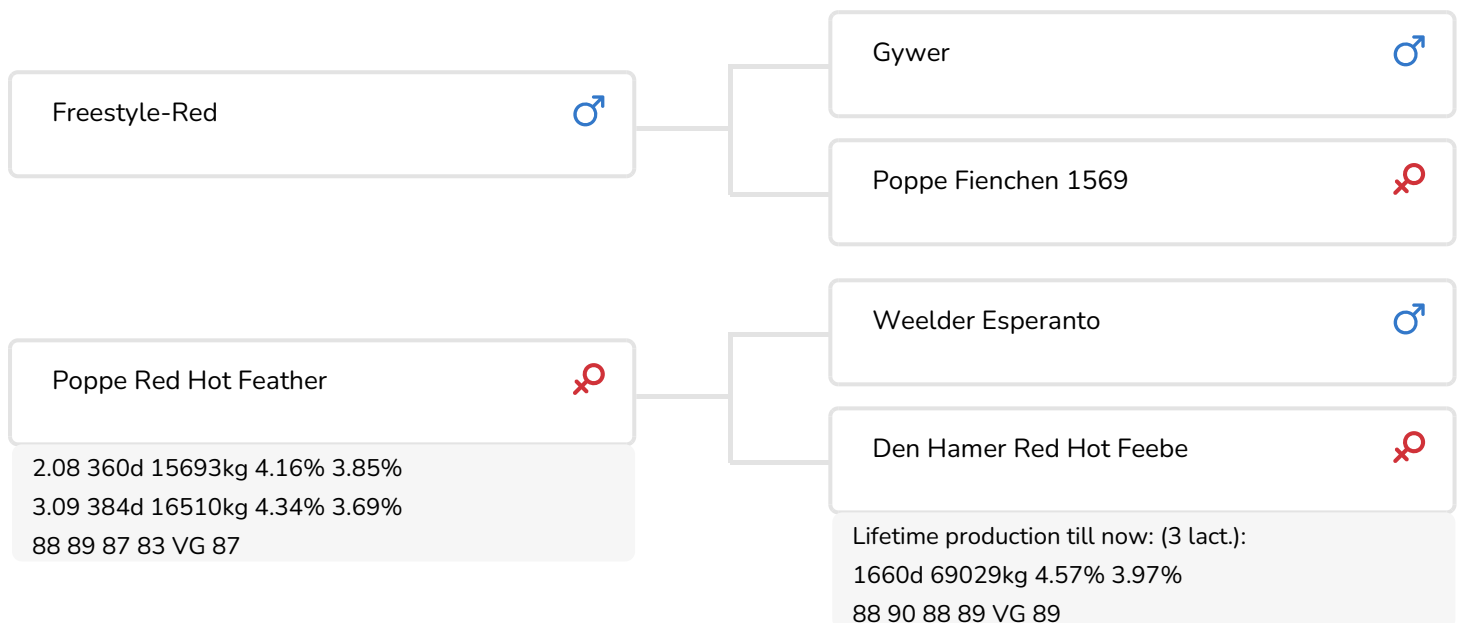 Freestyle-Red
Gywer
Poppe Fienchen 1569
Poppe Red Hot Feather
2.08 360d 15693kg 4.16% 3.85%
3.09 384d 16510kg 4.34% 3.69%
88 89 87 83 VG 87
Weelder Esperanto
Den Hamer Red Hot Feebe
Lifetime production till now: (3 lact.):
1660d 69029kg 4.57% 3.97%
88 90 88 89 VG 89